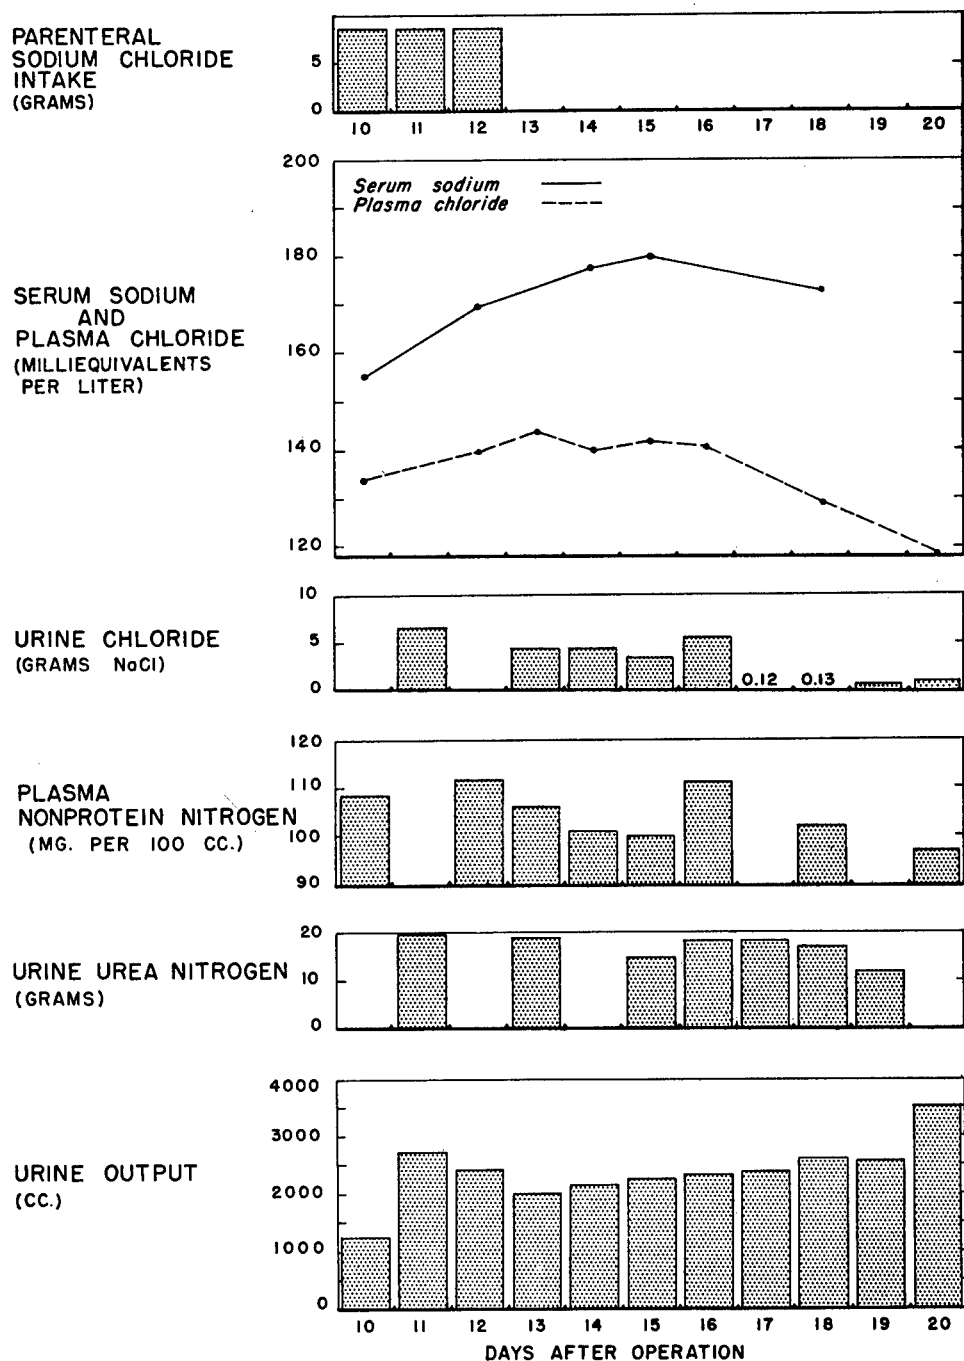 PARENTERAL
SODIUM CHLORIDE
INTAKE
(GRAMS)
5
0
10 11 12 13 14 15 16 17 18 19 20
SERUM SODIUM
AND
PLASMA CHLORIDE
(MILLIEQUIVALENTS
PER LITER)
200
180
160
140
120
Serum sodium
Plasma chloride
URINE CHLORIDE
(GRAMS NaCl)
10
5
0
0.12 0.13
PLASMA
NONPROTEIN NITROGEN
(MG. PER 100 CC.)
120
110
100
90
URINE UREA NITROGEN
(GRAMS)
20
10
0
URINE OUTPUT
(CC.)
4000
3000
2000
1000
0
10 11 12 13 14 15 16 17 18 19 20
DAYS AFTER OPERATION